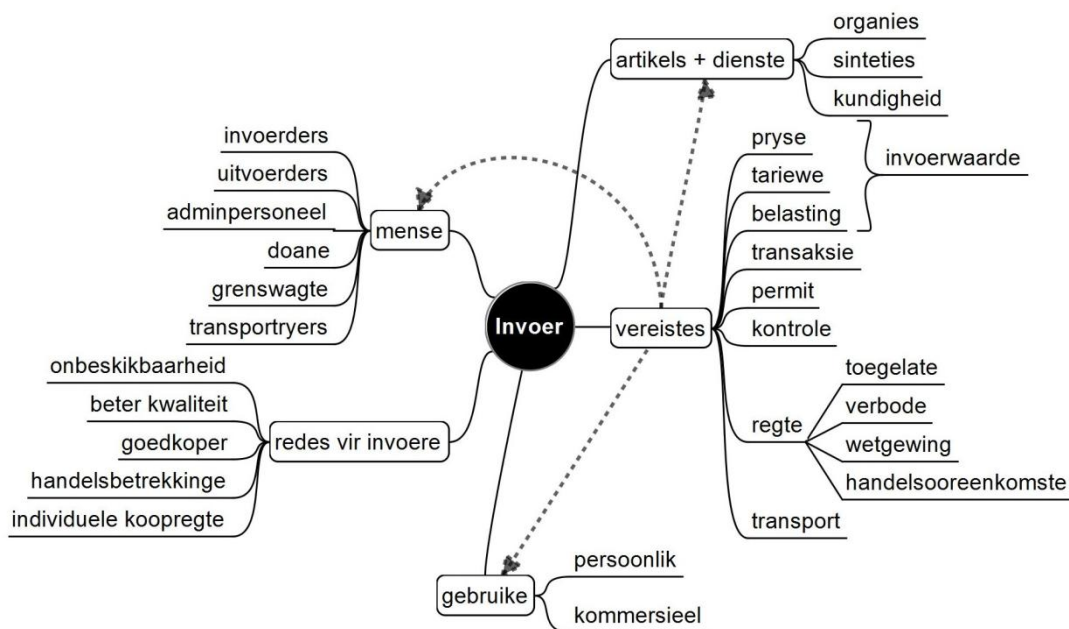 Invoer
artikels + dienste
organies
sinteties
kundigheid
vereistes
pryse
tariewe
belasting
invoerwaarde
transaksie
permit
kontrole
regte
toegelate
verbode
wetgewing
handelsooreenkomste
transport
gebruike
persoonlik
kommersieel
redes vir invoere
onbeskikbaarheid
beter kwaliteit
goedkoper
handelsbetrekkinge
individuele koopregte
mense
invoerders
uitvoerders
adminpersoneel
doane
grenswagte
transportryers